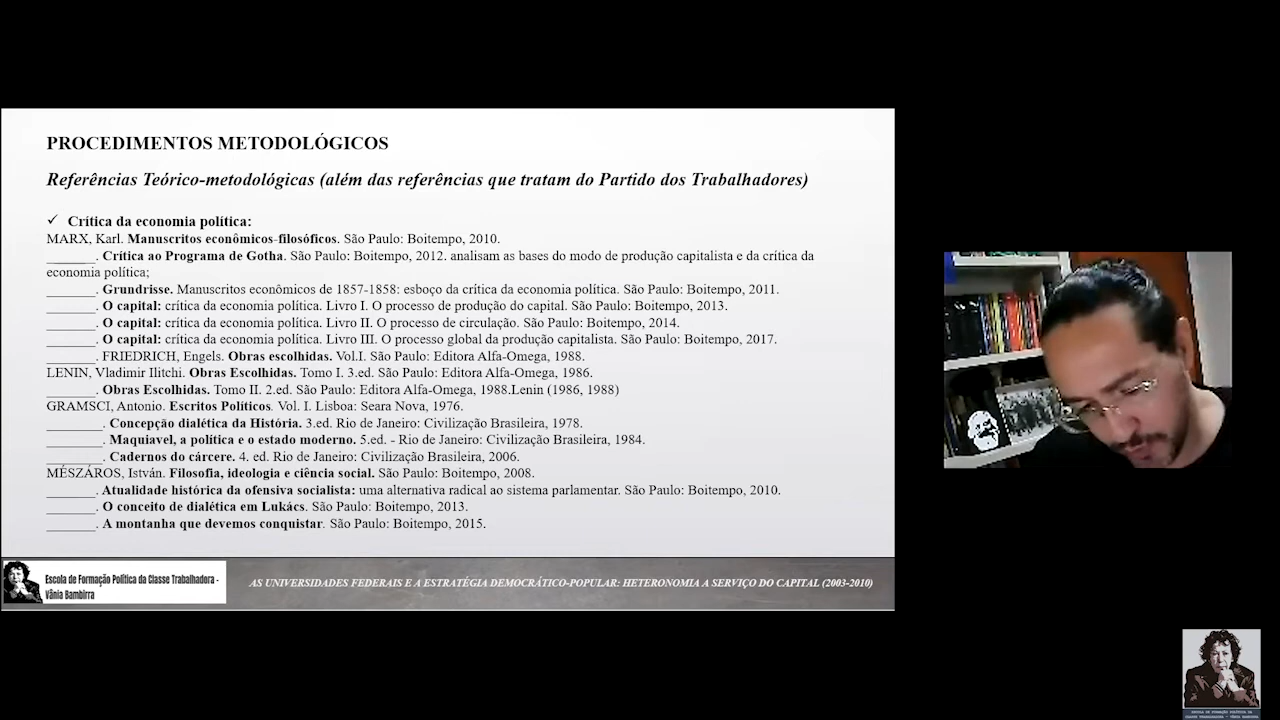 PROCEDIMENTOS METODOLÓGICOS
Referências Teórico-metodológicas (além das referências que tratam do Partido dos Trabalhadores)
✓ Crítica da economia política:
MARX, Karl. Manuscritos econômicos-filosóficos. São Paulo: Boitempo, 2010.
_______. Crítica ao Programa de Gotha. São Paulo: Boitempo, 2012. analisam as bases do modo de produção capitalista e da crítica da
economia política;
_______. Grundrisse. Manuscritos econômicos de 1857-1858: esboço da crítica da economia política. São Paulo: Boitempo, 2011.
_______. O capital: crítica da economia política. Livro I. O processo de produção do capital. São Paulo: Boitempo, 2013.
_______. O capital: crítica da economia política. Livro II. O processo de circulação. São Paulo: Boitempo, 2014.
_______. O capital: crítica da economia política. Livro III. O processo global da produção capitalista. São Paulo: Boitempo, 2017.
_______. FRIEDRICH, Engels. Obras escolhidas. Vol.I. São Paulo: Editora Alfa-Omega, 1988.
LENIN, Vladimir Ilitchi. Obras Escolhidas. Tomo I. 3.ed. São Paulo: Editora Alfa-Omega, 1986.
_______. Obras Escolhidas. Tomo II. 2.ed. São Paulo: Editora Alfa-Omega, 1988.Lenin (1986, 1988)
GRAMSCI, Antonio. Escritos Políticos. Vol. I. Lisboa: Seara Nova, 1976.
________. Concepção dialética da História. 3.ed. Rio de Janeiro: Civilização Brasileira, 1978.
________. Maquiavel, a política e o estado moderno. 5.ed. - Rio de Janeiro: Civilização Brasileira, 1984.
________. Cadernos do cárcere. 4. ed. Rio de Janeiro: Civilização Brasileira, 2006.
MÉSZÁROS, István. Filosofia, ideologia e ciência social. São Paulo: Boitempo, 2008.
_______. Atualidade histórica da ofensiva socialista: uma alternativa radical ao sistema parlamentar. São Paulo: Boitempo, 2010.
_______. O conceito de dialética em Lukács. São Paulo: Boitempo, 2013.
_______. A montanha que devemos conquistar. São Paulo: Boitempo, 2015.
Escola de Formação Política da Classe Trabalhadora -
Vânia Bambirra
AS UNIVERSIDADES FEDERAIS E A ESTRATÉGIA DEMOCRÁTICO-POPULAR: HETERONOMIA A SERVIÇO DO CAPITAL (2003-2010)
ESCOLA DE FORMAÇÃO POLÍTICA DA
CLASSE TRABALHADORA - VÂNIA BAMBIRRA